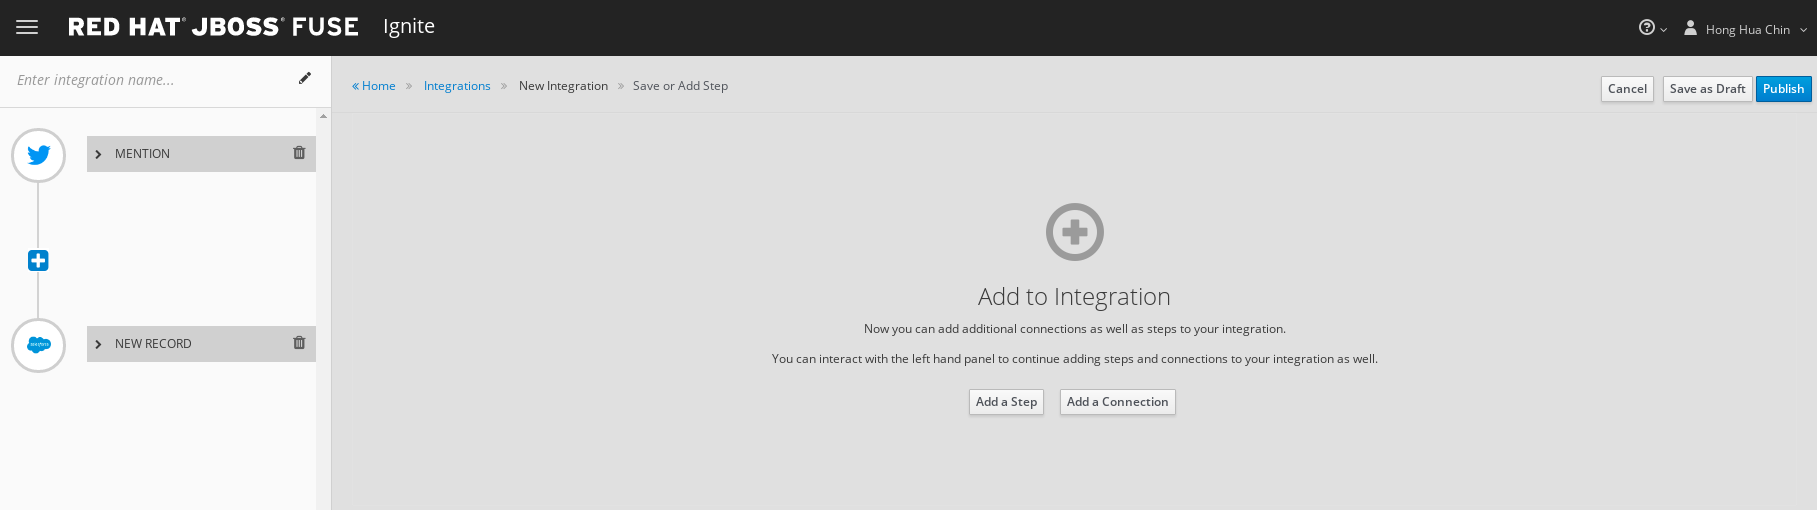 RED HAT® JBOSS® FUSE Ignite
Hong Hua Chin
Enter integration name...
« Home » Integrations » New Integration » Save or Add Step
Cancel Save as Draft Publish
MENTION
NEW RECORD
Add to Integration
Now you can add additional connections as well as steps to your integration.
You can interact with the left hand panel to continue adding steps and connections to your integration as well.
Add a Step Add a Connection